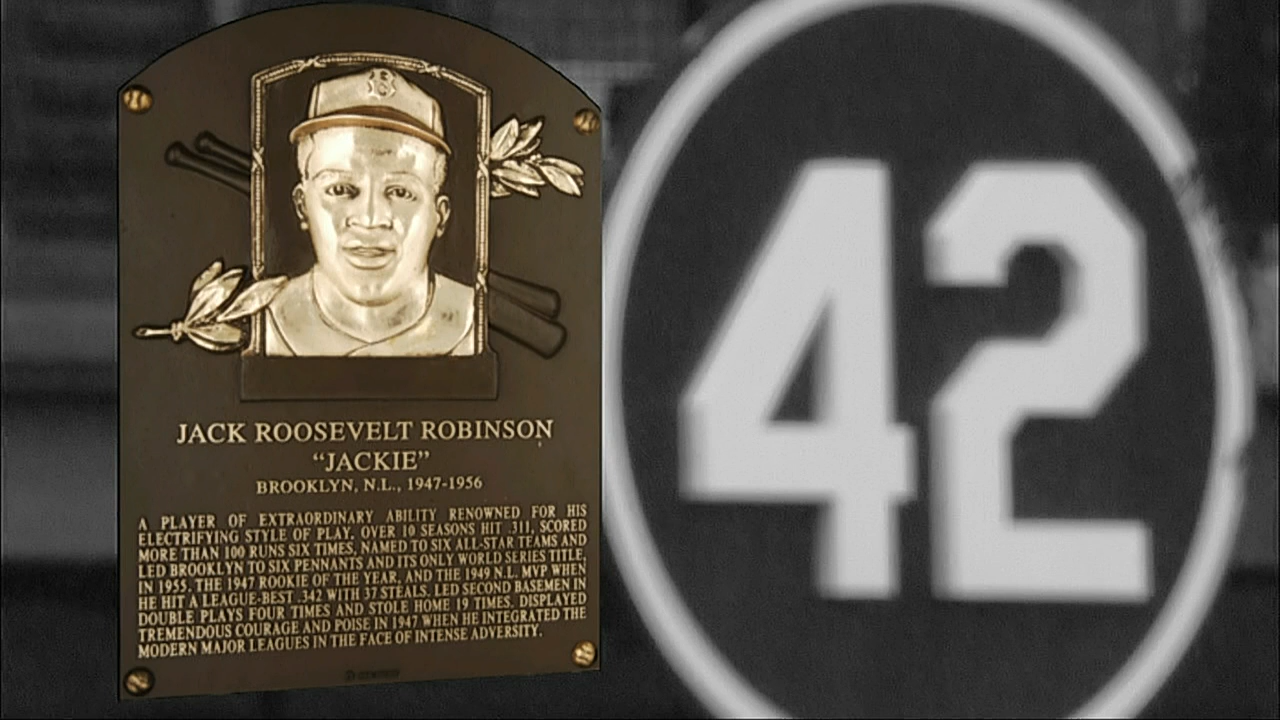 B
JACK ROOSEVELT ROBINSON
“JACKIE”
BROOKLYN, N.L., 1947-1956
A PLAYER OF EXTRAORDINARY ABILITY RENOWNED FOR HIS
ELECTRIFYING STYLE OF PLAY. OVER 10 SEASONS HIT .311, SCORED
MORE THAN 100 RUNS SIX TIMES, NAMED TO SIX ALL-STAR TEAMS AND
LED BROOKLYN TO SIX PENNANTS AND ITS ONLY WORLD SERIES TITLE,
IN 1955. THE 1947 ROOKIE OF THE YEAR, AND THE 1949 N.L. MVP WHEN
HE HIT A LEAGUE-BEST .342 WITH 37 STEALS. LED SECOND BASEMEN IN
DOUBLE PLAYS FOUR TIMES AND STOLE HOME 19 TIMES. DISPLAYED
TREMENDOUS COURAGE AND POISE IN 1947 WHEN HE INTEGRATED THE
MODERN MAJOR LEAGUES IN THE FACE OF INTENSE ADVERSITY.
42